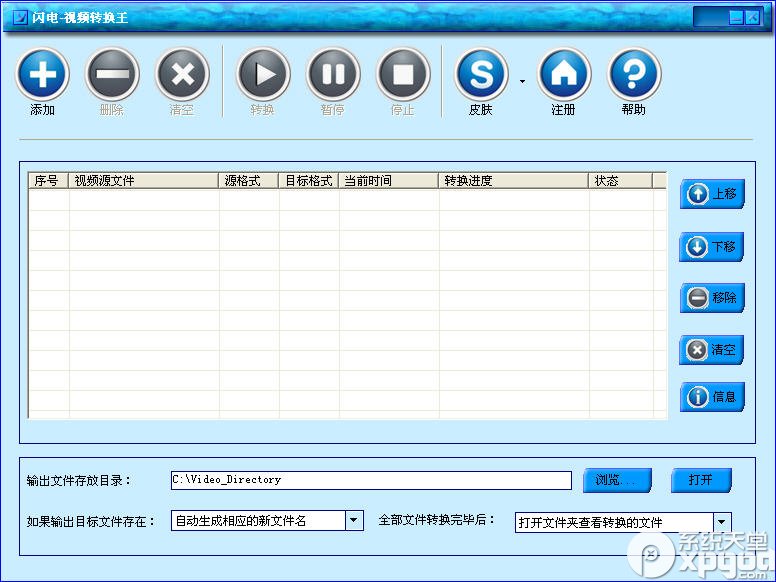 闪电-视频转换王
添加 删除 清空 转换 暂停 停止 皮肤 注册 帮助
序号 视频源文件 源格式 目标格式 当前时间 转换进度 状态
上移
下移
移除
清空
信息
输出文件存放目录： C:\Video_Directory 浏览... 打开
如果输出目标文件存在： 自动生成相应的新文件名 全部文件转换完毕后： 打开文件夹查看转换的文件
系统天堂
xpgod
.com